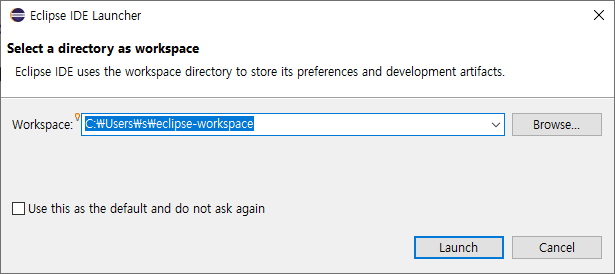 Eclipse IDE Launcher
Select a directory as workspace
Eclipse IDE uses the workspace directory to store its preferences and development artifacts.
Workspace: C:₩Users₩s₩eclipse-workspace Browse...
Use this as the default and do not ask again
Launch Cancel